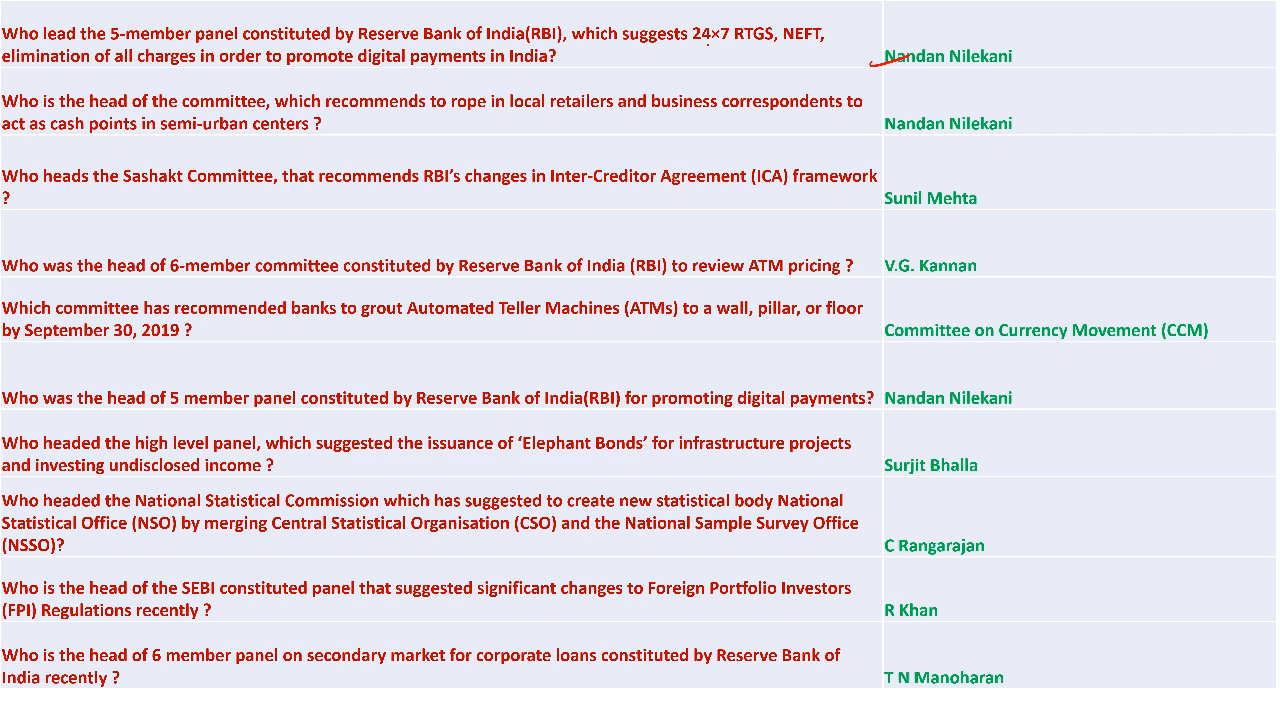 Who lead the 5-member panel constituted by Reserve Bank of India(RBI), which suggests 24×7 RTGS, NEFT,
elimination of all charges in order to promote digital payments in India?
Nandan Nilekani
Who is the head of the committee, which recommends to rope in local retailers and business correspondents to
act as cash points in semi-urban centers ?
Nandan Nilekani
Who heads the Sashakt Committee, that recommends RBI’s changes in Inter-Creditor Agreement (ICA) framework
?
Sunil Mehta
Who was the head of 6-member committee constituted by Reserve Bank of India (RBI) to review ATM pricing ?
V.G. Kannan
Which committee has recommended banks to grout Automated Teller Machines (ATMs) to a wall, pillar, or floor
by September 30, 2019 ?
Committee on Currency Movement (CCM)
Who was the head of 5 member panel constituted by Reserve Bank of India(RBI) for promoting digital payments?
Nandan Nilekani
Who headed the high level panel, which suggested the issuance of ‘Elephant Bonds’ for infrastructure projects
and investing undisclosed income ?
Surjit Bhalla
Who headed the National Statistical Commission which has suggested to create new statistical body National
Statistical Office (NSO) by merging Central Statistical Organisation (CSO) and the National Sample Survey Office
(NSSO)?
C Rangarajan
Who is the head of the SEBI constituted panel that suggested significant changes to Foreign Portfolio Investors
(FPI) Regulations recently ?
R Khan
Who is the head of 6 member panel on secondary market for corporate loans constituted by Reserve Bank of
India recently ?
T N Manoharan